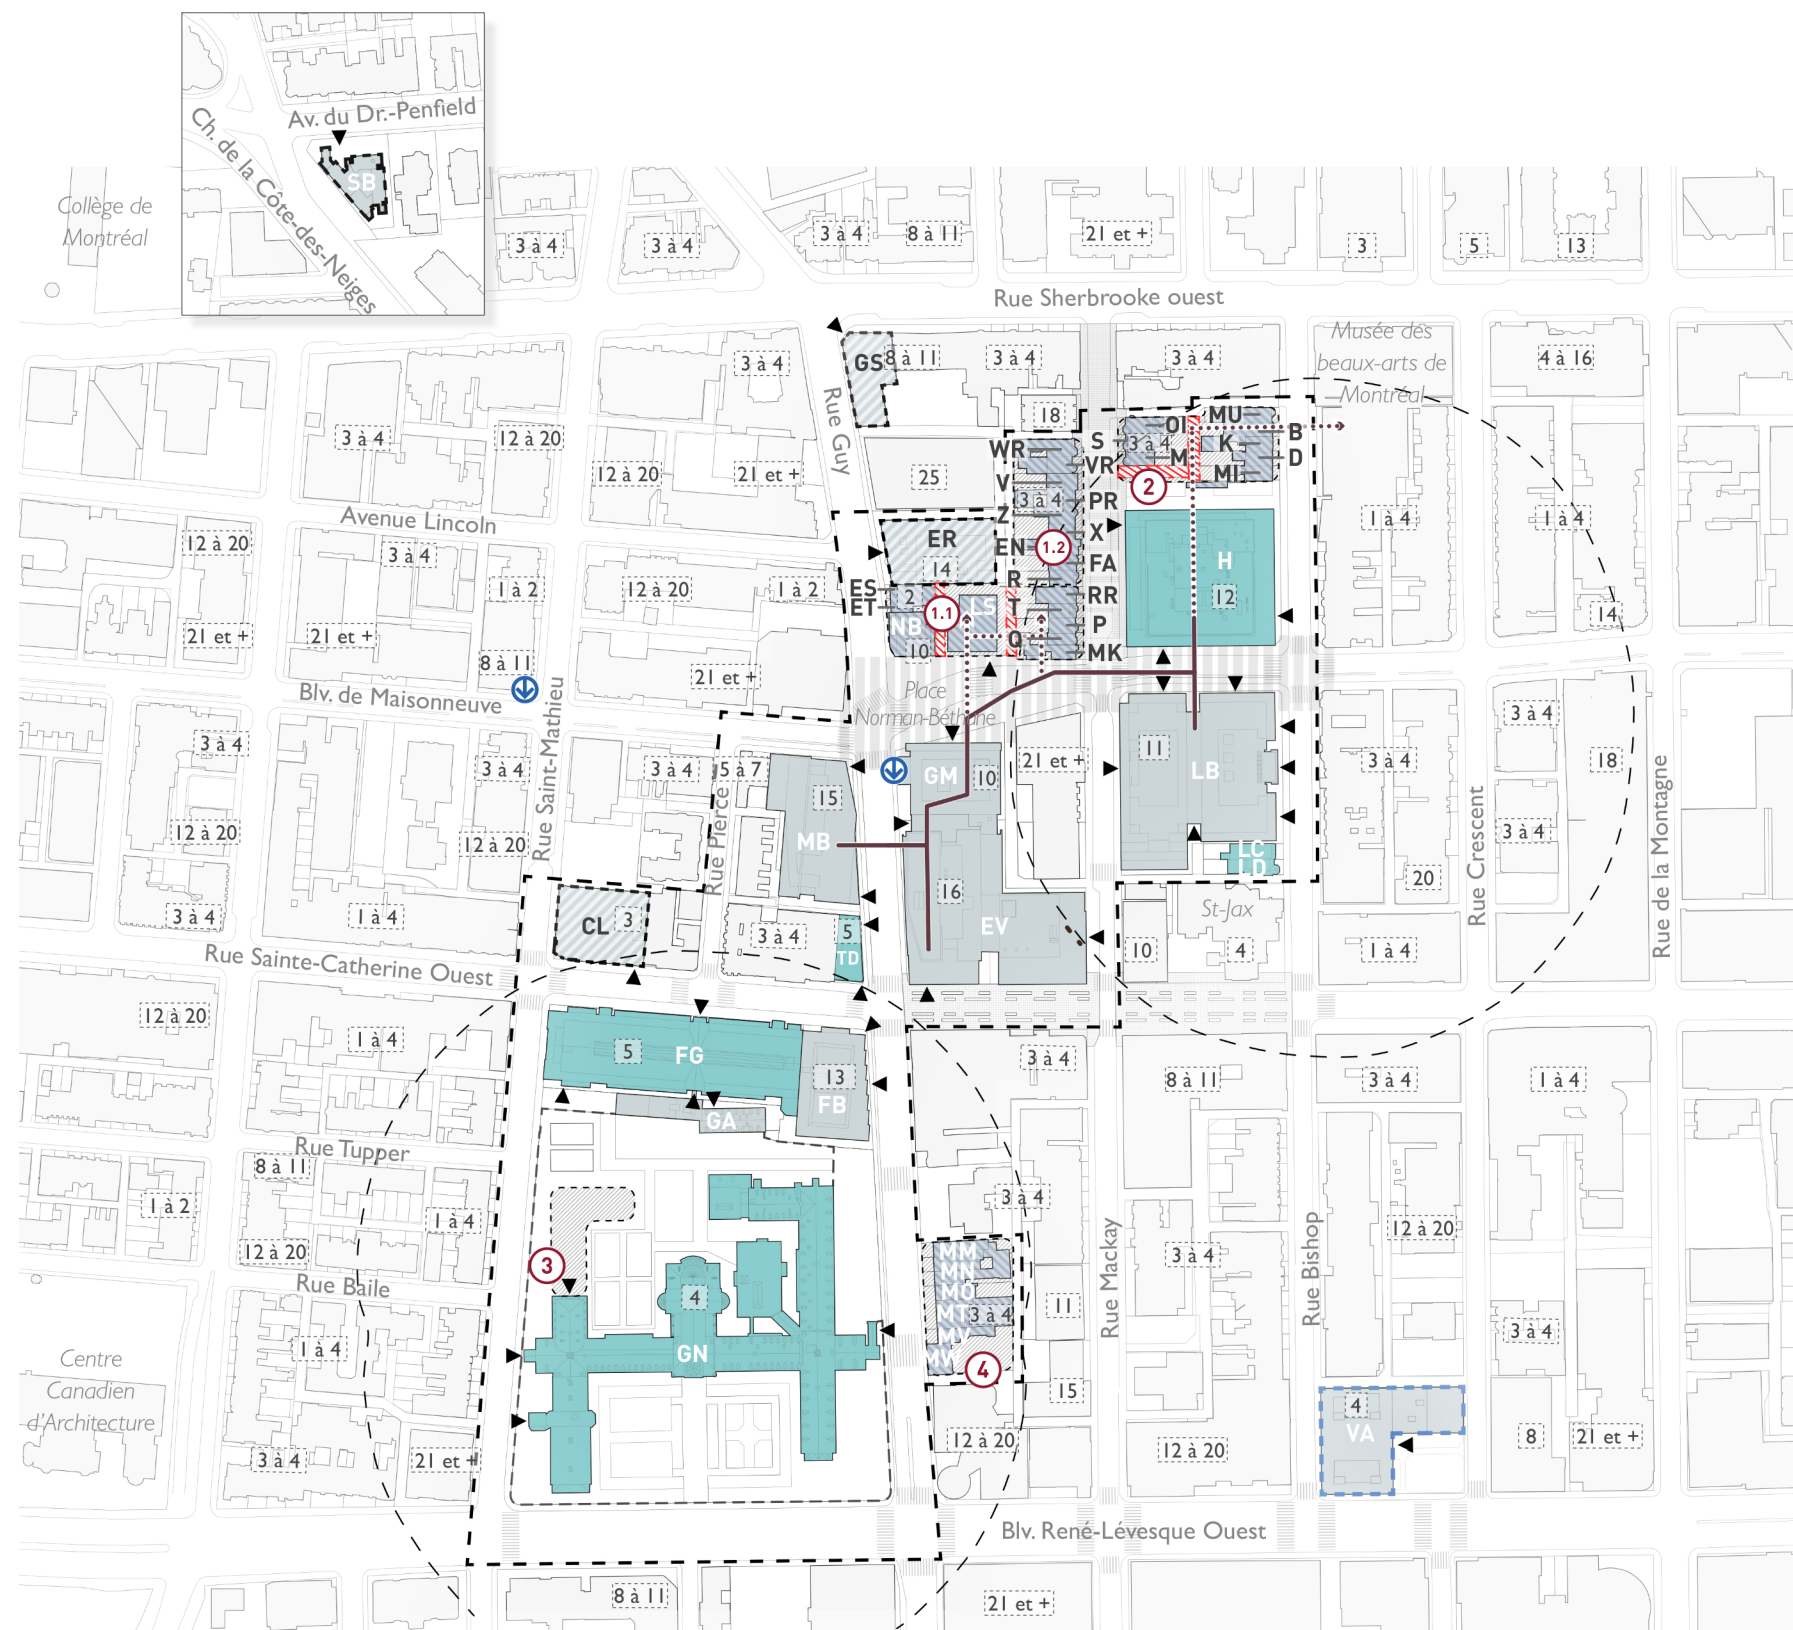 Av. du Dr.-Penfield
Ch. de la Côte-des-Neiges
SB
Collège de
Montréal
3 à 4
3 à 4
3 à 4
8 à 11
21 et +
3
5
13
Rue Sherbrooke ouest
Musée des
beaux-arts de
Montréal
4 à 16
3 à 4
GS
8 à 11
3 à 4
3 à 4
Rue Guy
18
OI
MU
B
S
3 à 4
K
M
D
MI
WR
VR
V
3 à 4
PR
2
Z
X
EN
1.2
FA
R
3 à 4
12 à 20
12 à 20
21 et +
25
Avenue Lincoln
12 à 20
3 à 4
1 à 4
1 à 4
ER
14
H
12
ES
ET
2
1.1
LS
NB
10
T
RR
P
Q
MK
1 à 2
12 à 20
1 à 2
14
21 et +
21 et +
8 à 11
21 et +
Blv. de Maisonneuve
Rue Saint-Mathieu
Place
Norman-Béthune
3 à 4
3 à 4
3 à 4
3 à 4
5 à 7
15
MB
GM
10
21 et +
11
LB
3 à 4
18
Rue Pierce
12 à 20
12 à 20
3 à 4
Rue Crescent
Rue de la Montagne
LC
LD
20
16
EV
3 à 4
1 à 4
CL
3
3 à 4
5
TD
10
St-Jax
4
1 à 4
Rue Sainte-Catherine Ouest
12 à 20
1 à 4
5
FG
13
FB
GA
3 à 4
8 à 11
3 à 4
1 à 4
Rue Tupper
8 à 11
1 à 2
1 à 4
12 à 20
3 à 4
3 à 4
12 à 20
Rue Baile
3
4
GN
MM
MN
MO
MT
3 à 4
MV
MW
4
11
Rue Mackay
Rue Bishop
3 à 4
1 à 4
Centre
Canadien
d'Architecture
15
4
VA
3 à 4
21 et +
12 à 20
12 à 20
8
21 et +
Blv. René-Lévesque Ouest
8 à 11
21 et +